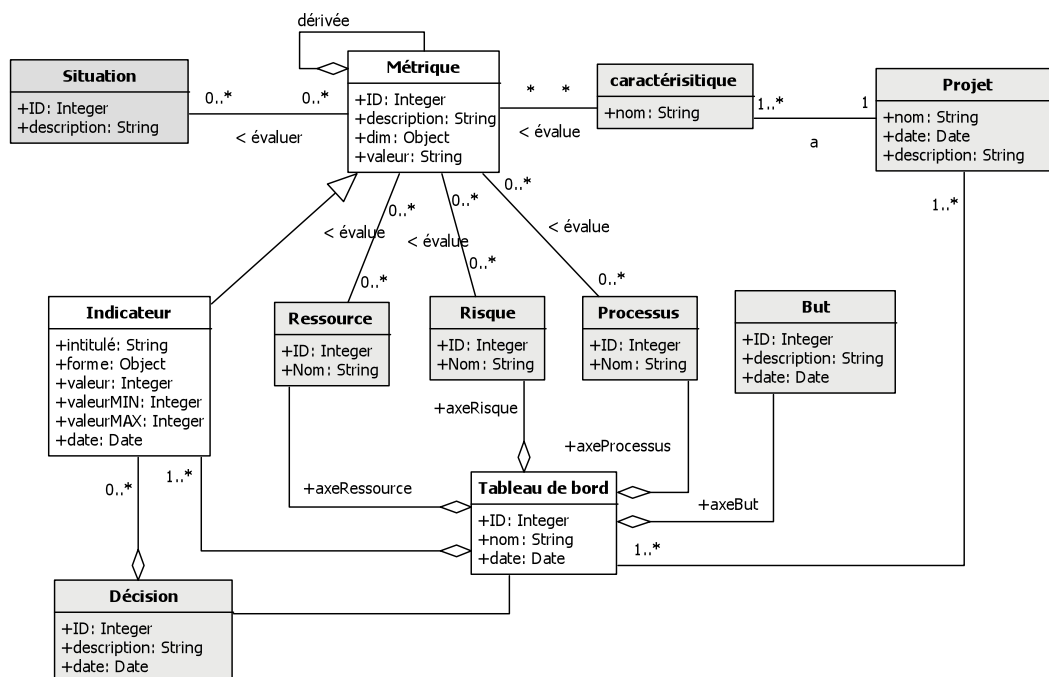 dérivée
Situation
+ID: Integer
+description: String
0..*
0..*
< évaluer
Métrique
+ID: Integer
+description: String
+dim: Object
+valeur: String
*
*
< évalue
caractérisitique
+nom: String
1..*
1
a
Projet
+nom: String
+date: Date
+description: String
1..*
0..*
0..*
0..*
< évalue
< évalue
< évalue
0..*
0..*
0..*
Indicateur
+intitulé: String
+forme: Object
+valeur: Integer
+valeurMIN: Integer
+valeurMAX: Integer
+date: Date
Ressource
+ID: Integer
+Nom: String
Risque
+ID: Integer
+Nom: String
Processus
+ID: Integer
+Nom: String
But
+ID: Integer
+description: String
+date: Date
+axeRisque
+axeProcessus
+axeRessource
+axeBut
0..*
1..*
Tableau de bord
+ID: Integer
+nom: String
+date: Date
1..*
Décision
+ID: Integer
+description: String
+date: Date